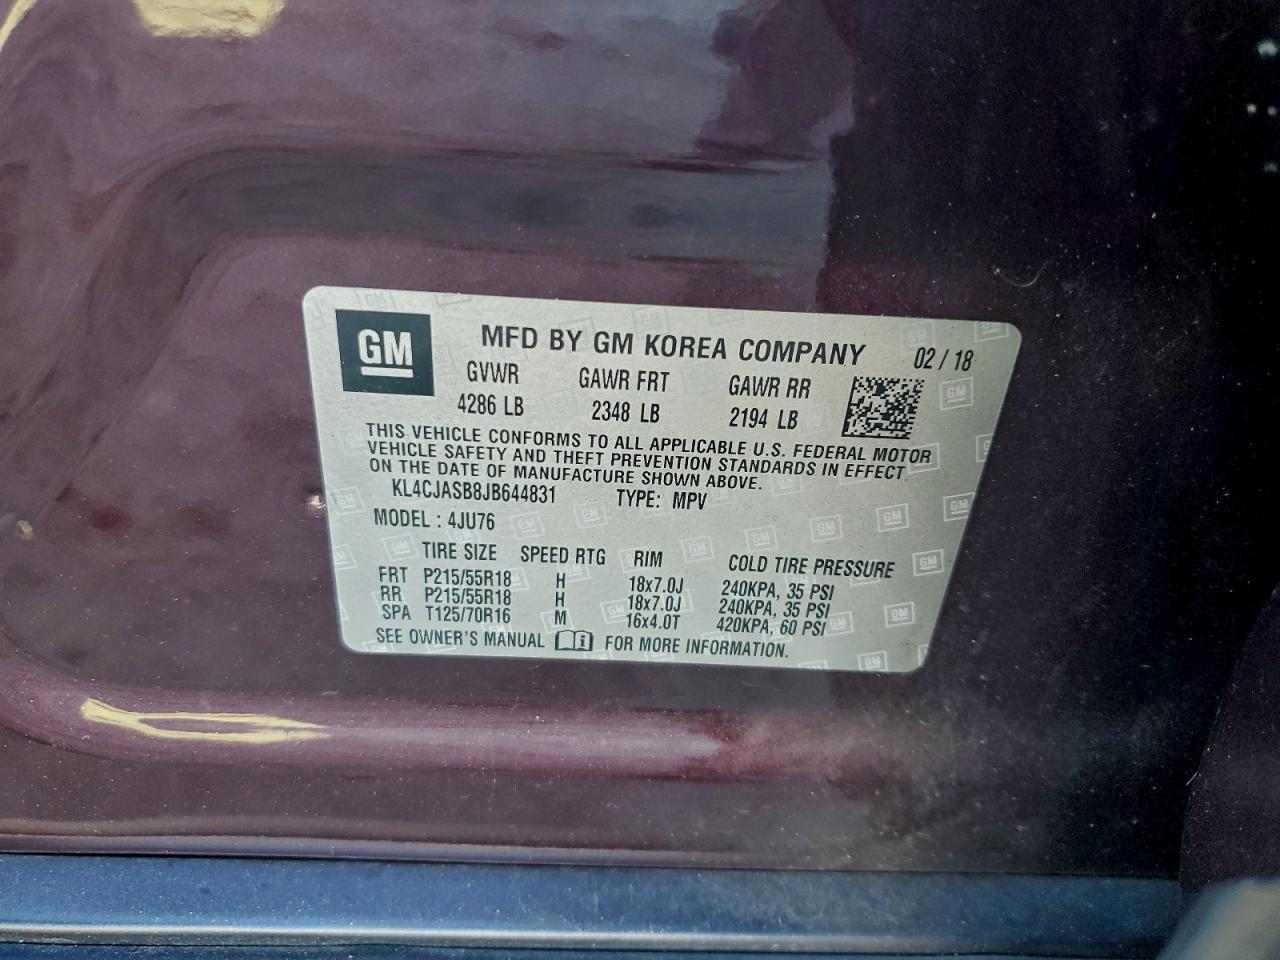 GM
MFD BY GM KOREA COMPANY 02 / 18
GVWR GAWR FRT GAWR RR
4286 LB 2348 LB 2194 LB
THIS VEHICLE CONFORMS TO ALL APPLICABLE U.S. FEDERAL MOTOR
VEHICLE SAFETY AND THEFT PREVENTION STANDARDS IN EFFECT
ON THE DATE OF MANUFACTURE SHOWN ABOVE.
KL4CJASB8JB644831 TYPE: MPV
MODEL : 4JU76
TIRE SIZE SPEED RTG RIM COLD TIRE PRESSURE
FRT P215/55R18 H 18x7.0J 240KPA, 35 PSI
RR P215/55R18 H 18x7.0J 240KPA, 35 PSI
SPA T125/70R16 M 16x4.0T 420KPA, 60 PSI
SEE OWNER'S MANUAL FOR MORE INFORMATION.